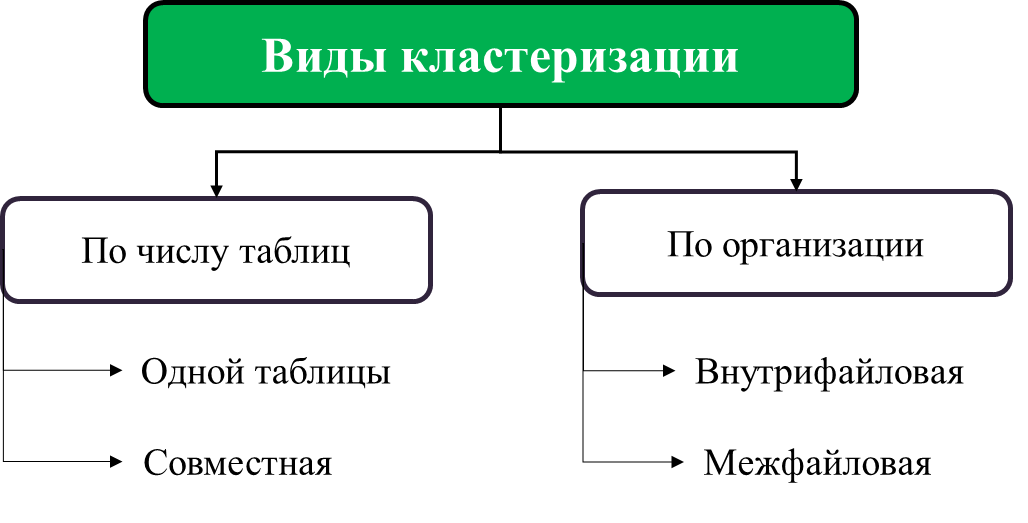 Виды кластеризации
По числу таблиц
По организации
Одной таблицы
Внутрифайловая
Совместная
Межфайловая